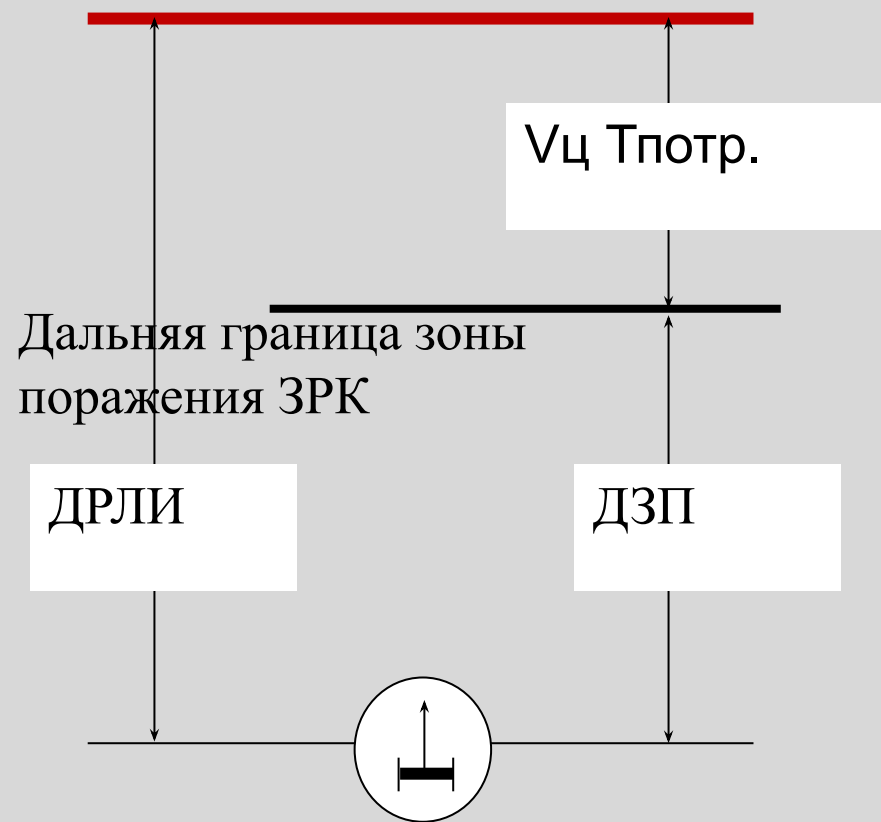 Vц Тпотр.
Дальняя граница зоны
поражения ЗРК
ДРЛИ
ДЗП